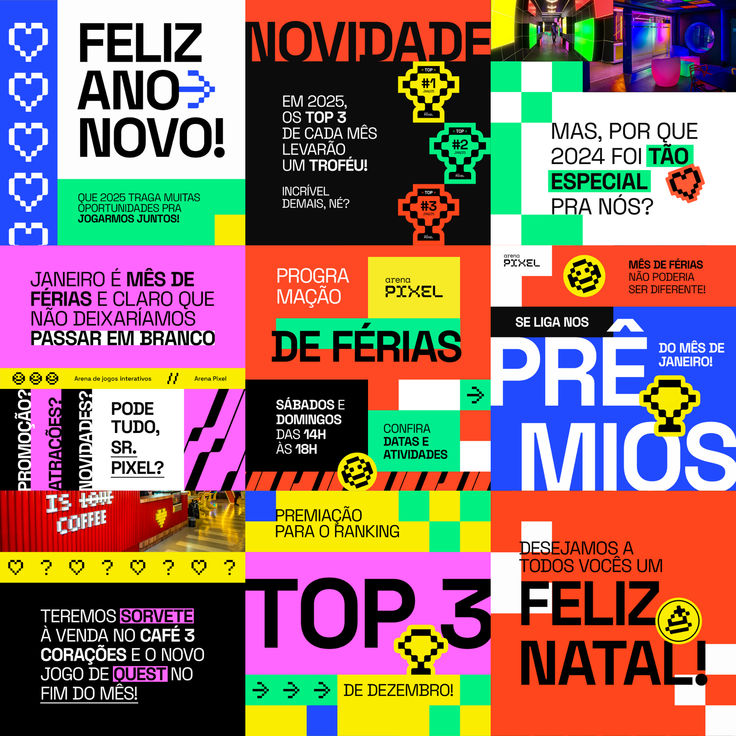 FELIZ
ANO
NOVO!
QUE 2025 TRAGA MUITAS
OPORTUNIDADES PRA
JOGARMOS JUNTOS!
NOVIDADE
EM 2025,
OS TOP 3
DE CADA MÊS
LEVARÃO
UM TROFÉU!
INCRÍVEL
DEMAIS, NÉ?
- TOP -
#1
- TOP -
#2
- TOP -
#3
MAS, POR QUE
2024 FOI TÃO
ESPECIAL
PRA NÓS?
JANEIRO É MÊS DE
FÉRIAS E CLARO QUE
NÃO DEIXARÍAMOS
PASSAR EM BRANCO
Arena de jogos interativos // Arena Pixel
PROMOÇÃO?
ATRAÇÕES?
NOVIDADES?
PODE
TUDO,
SR.
PIXEL?
PROGRA
MAÇÃO
arena
PIXEL
DE FÉRIAS
SÁBADOS E
DOMINGOS
DAS 14H
ÀS 18H
CONFIRA
DATAS E
ATIVIDADES
arena
PIXEL
MÊS DE FÉRIAS
NÃO PODERIA
SER DIFERENTE!
SE LIGA NOS
PRÊ
MIOS
DO MÊS DE
JANEIRO!
IS LOVE
COFFEE
TEREMOS SORVETE
À VENDA NO CAFÉ 3
CORAÇÕES E O NOVO
JOGO DE QUEST NO
FIM DO MÊS!
PREMIAÇÃO
PARA O RANKING
TOP 3
DE DEZEMBRO!
DESEJAMOS A
TODOS VOCÊS UM
FELIZ
NATAL!